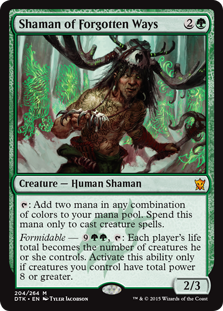 Shaman of Forgotten Ways 2
Creature — Human Shaman
: Add two mana in any combination
of colors to your mana pool. Spend this
mana only to cast creature spells.
Formidable — 9 , : Each player's life
total becomes the number of creatures he
or she controls. Activate this ability only
if creatures you control have total power
8 or greater.
2/3
204/264 M
DTK • EN Tyler Jacobson ™ & © 2015 Wizards of the Coast